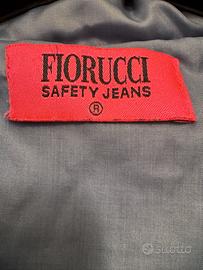 FIORUCCI
SAFETY JEANS
®
subito